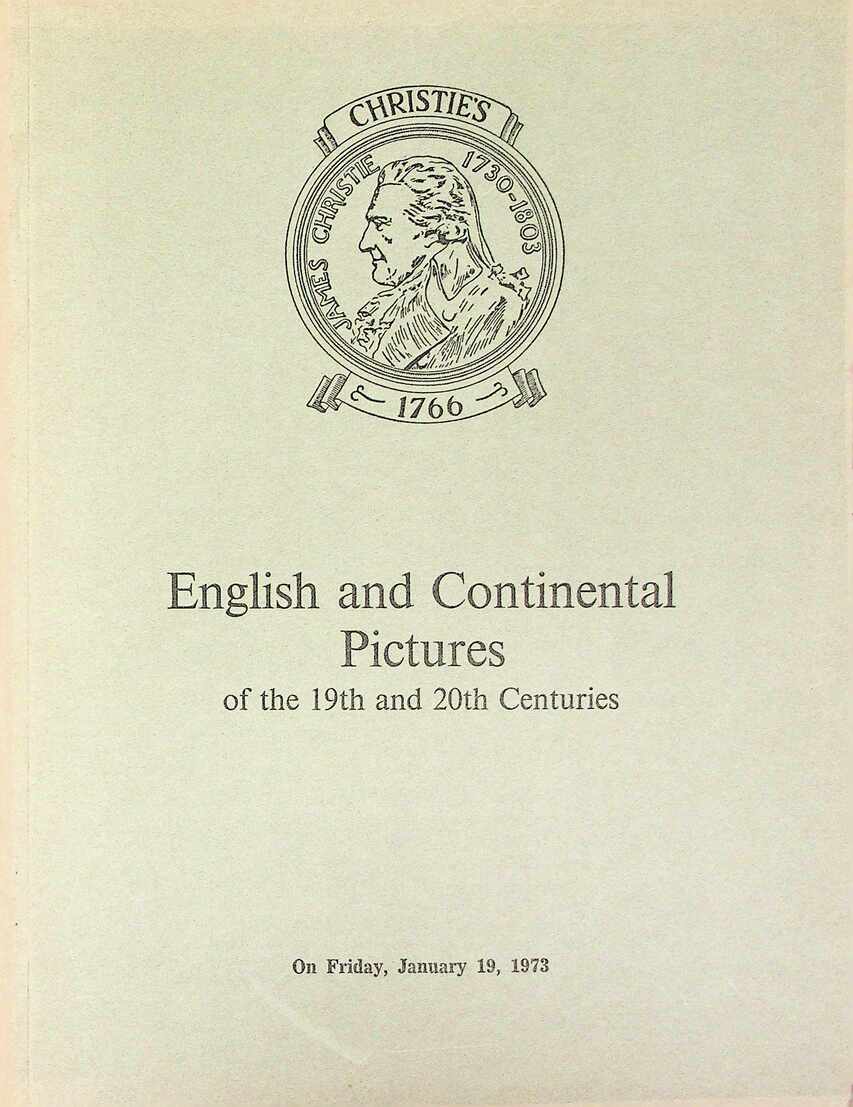 CHRISTIE'S
JAMES CHRISTIE 1730-1803
1766
English and Continental
Pictures
of the 19th and 20th Centuries
On Friday, January 19, 1973